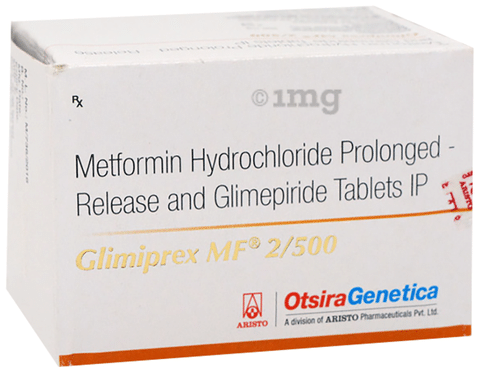 Rx
©1mg
Metformin Hydrochloride Prolonged -
Release and Glimepiride Tablets IP
Glimiprex MF® 2/500
ARISTO
OtsiraGenetica
A division of ARISTO Pharmaceuticals Pvt. Ltd.
ARISTO